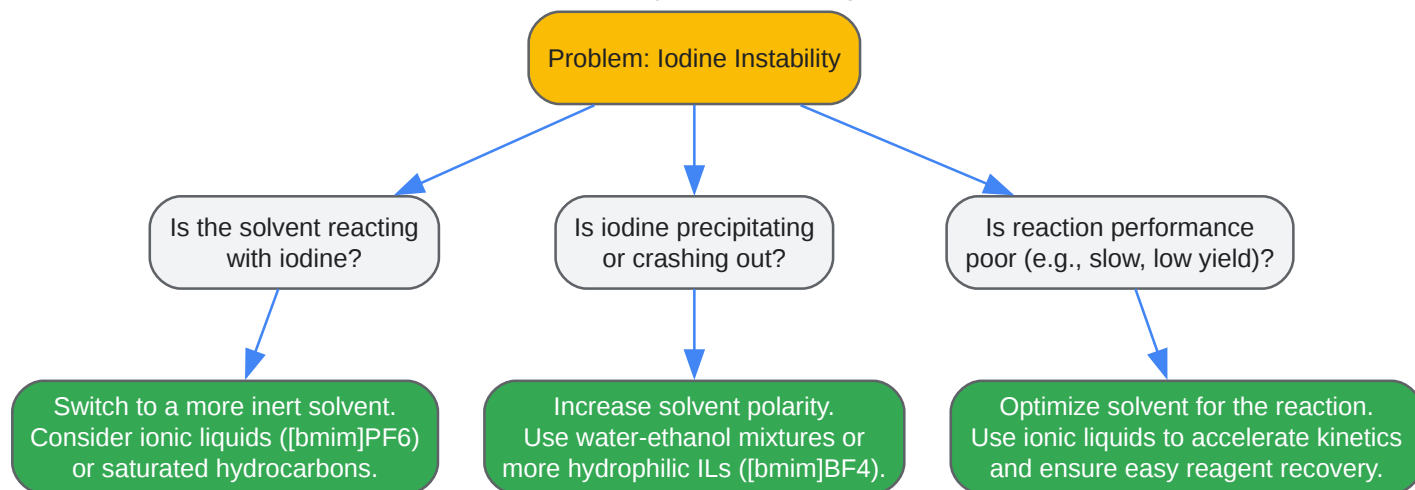 Problem: Iodine Instability
Is the solvent reacting
with iodine?
Is iodine precipitating
or crashing out?
Is reaction performance
poor (e.g., slow, low yield)?
Switch to a more inert solvent.
Consider ionic liquids ([bmim]PF6)
or saturated hydrocarbons.
Increase solvent polarity.
Use water-ethanol mixtures or
more hydrophilic ILs ([bmim]BF4).
Optimize solvent for the reaction.
Use ionic liquids to accelerate kinetics
and ensure easy reagent recovery.